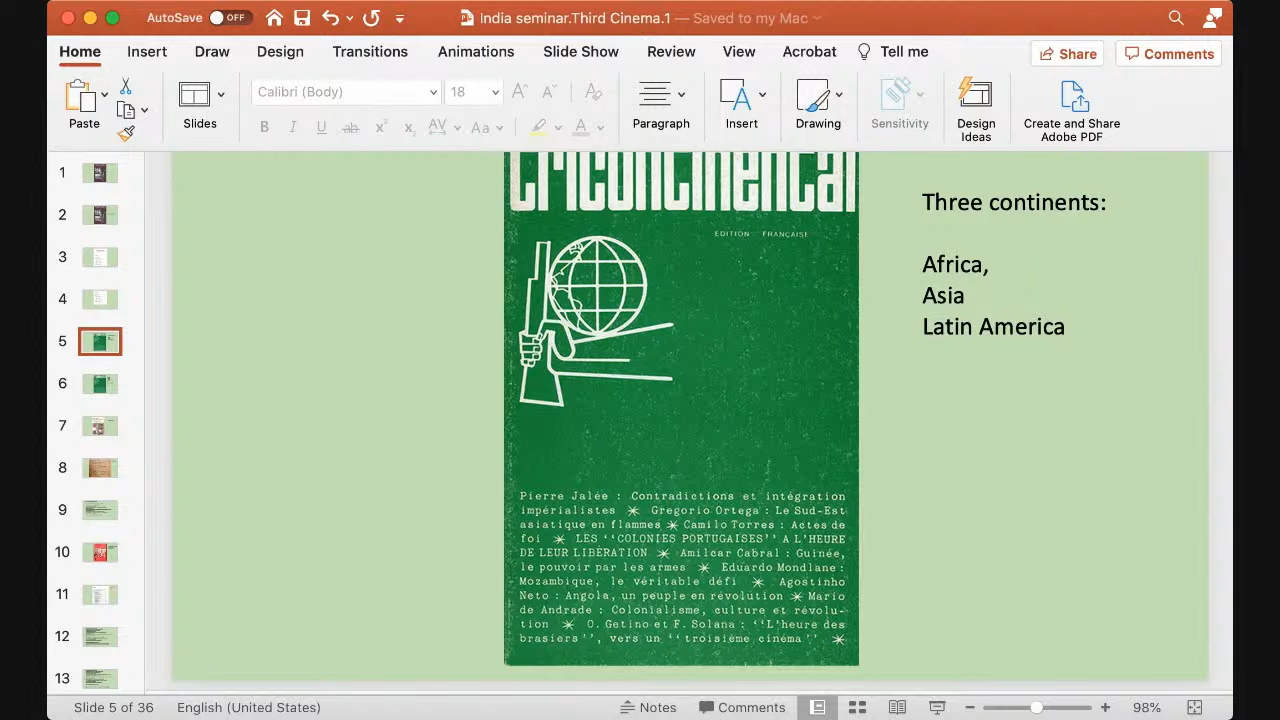 AutoSave OFF
India seminar.Third Cinema.1 — Saved to my Mac
Home Insert Draw Design Transitions Animations Slide Show Review View Acrobat Tell me
Share Comments
Calibri (Body) 18
Paste Slides Paragraph Insert Drawing Sensitivity Design Ideas Create and Share Adobe PDF
1
2
3
4
5
6
7
8
9
10
11
12
13
tricontinental
EDITION FRANÇAISE
Three continents:
Africa,
Asia
Latin America
Pierre Jalée : Contradictions et intégration
impérialistes ✳ Gregorio Ortega : Le Sud-Est
asiatique en flammes ✳ Camilo Torres : Actes de
foi ✳ LES ‘‘COLONIES PORTUGAISES’’ A L'HEURE
DE LEUR LIBERATION ✳ Amilcar Cabral : Guinée,
le pouvoir par les armes ✳ Eduardo Mondlane :
Mozambique, le véritable défi ✳ Agostinho
Neto : Angola, un peuple en révolution ✳ Mario
de Andrade : Colonialisme, culture et révolu-
tion ✳ O. Getino et F. Solana : ‘‘L'heure des
brasiers’’, vers un ‘‘troisième cinéma’’ ✳
Slide 5 of 36 English (United States) Notes Comments 98%